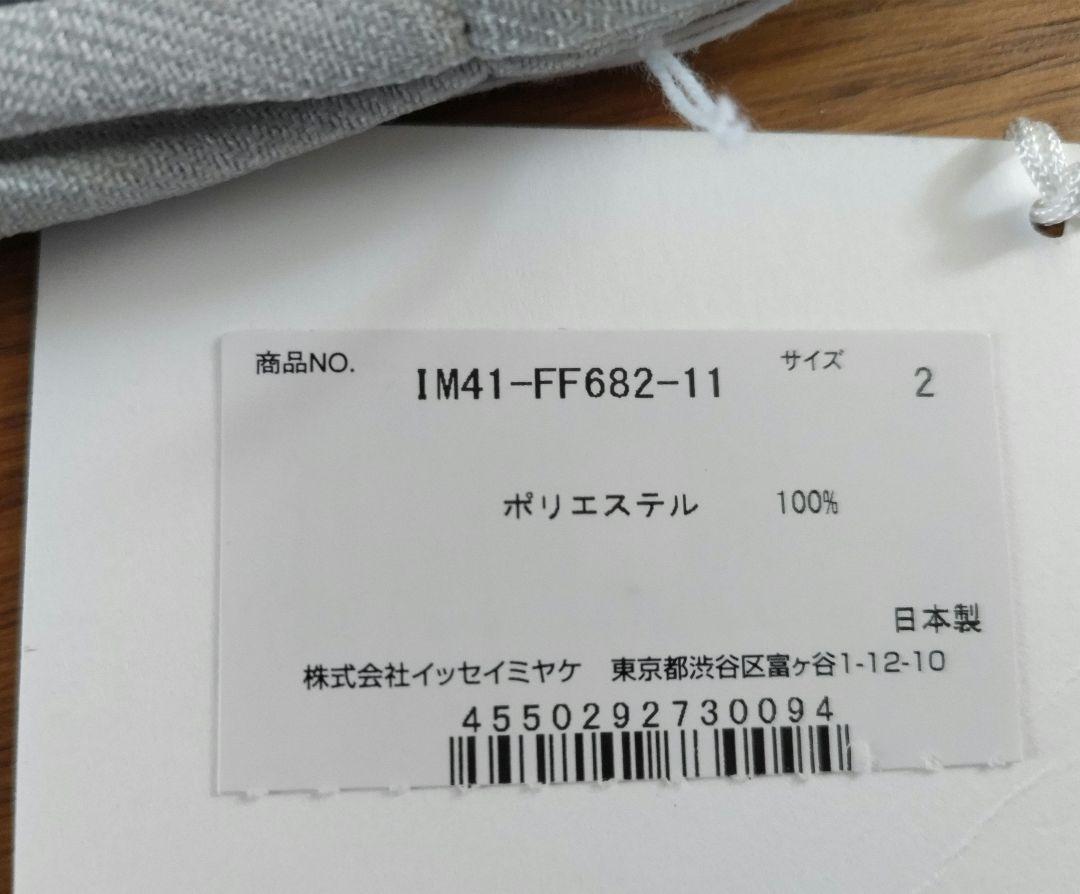 商品NO. IM41-FF682-11 サイズ 2
ポリエステル 100%
日本製
株式会社イッセイミヤケ 東京都渋谷区富ヶ谷1-12-10
4550292730094